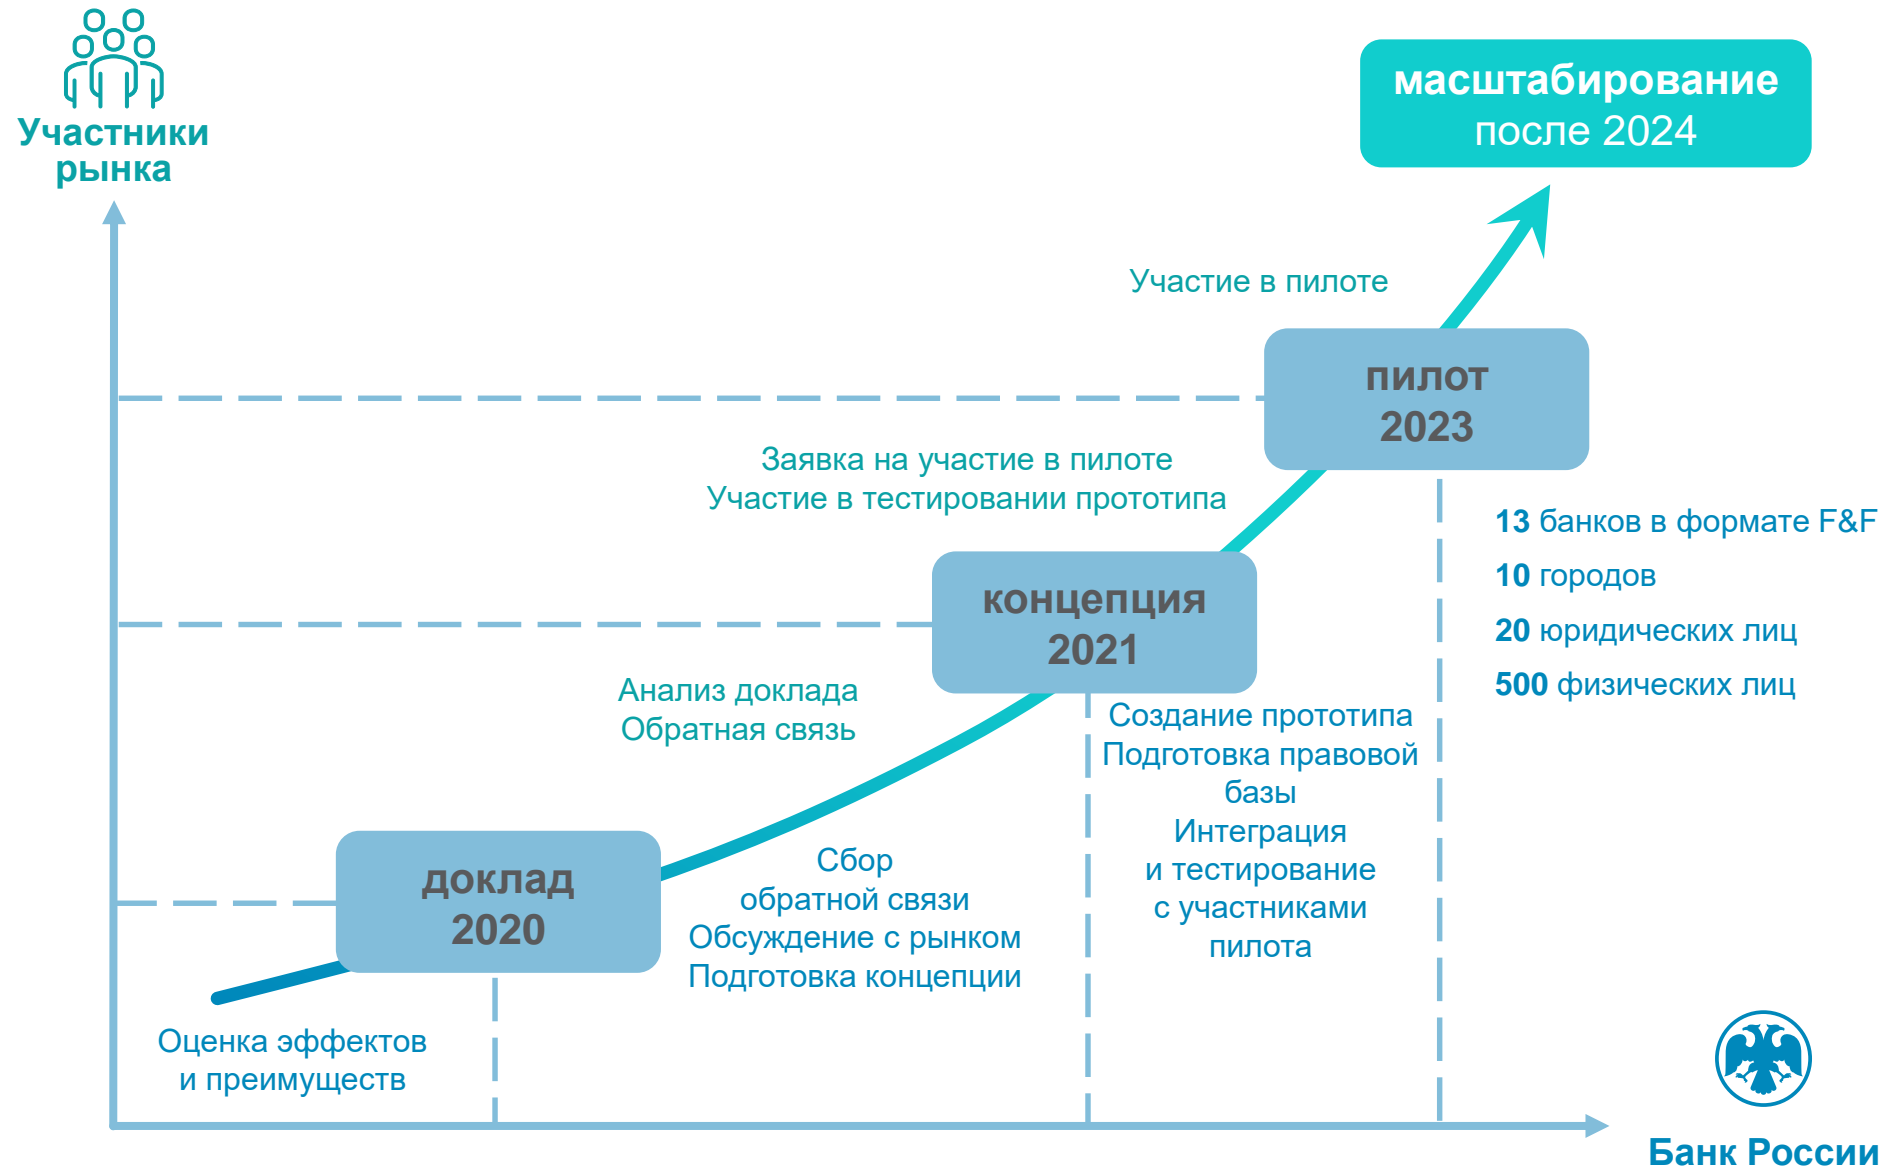 Участники
рынка
масштабирование
после 2024
Участие в пилоте
пилот
2023
Заявка на участие в пилоте
Участие в тестировании прототипа
13 банков в формате F&F
10 городов
20 юридических лиц
500 физических лиц
концепция
2021
Анализ доклада
Обратная связь
Создание прототипа
Подготовка правовой
базы
Интеграция
и тестирование
с участниками
пилота
доклад
2020
Сбор
обратной связи
Обсуждение с рынком
Подготовка концепции
Оценка эффектов
и преимуществ
Банк России